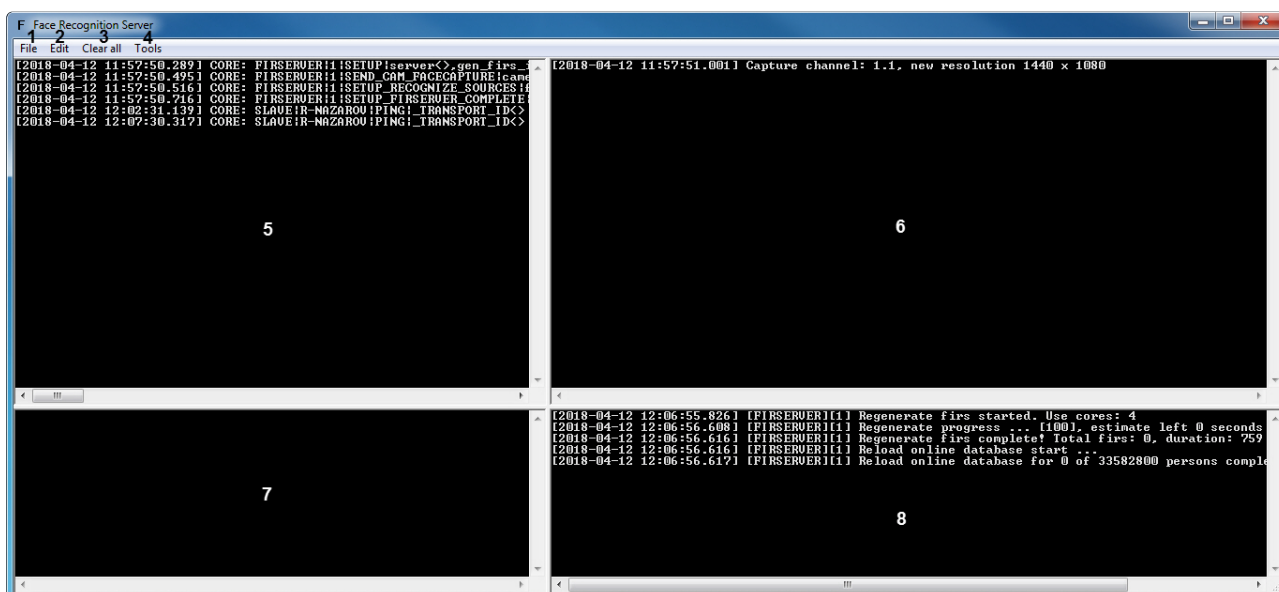 F Face Recognition Server
1 2 3 4
File Edit Clear all Tools
[2018-04-12 11:57:50.289] CORE: FIRSERVER|1|SETUP|server<>,gen_firs_
[2018-04-12 11:57:50.495] CORE: FIRSERVER|1|SEND_CAM_FACECAPTURE|came
[2018-04-12 11:57:50.516] CORE: FIRSERVER|1|SETUP_RECOGNIZE_SOURCES|
[2018-04-12 11:57:50.716] CORE: FIRSERVER|1|SETUP_FIRSERVER_COMPLETE|
[2018-04-12 12:02:31.139] CORE: SLAVE|R-NAZAROV|PING|_TRANSPORT_ID<>
[2018-04-12 12:07:30.317] CORE: SLAVE|R-NAZAROV|PING|_TRANSPORT_ID<>
5
[2018-04-12 11:57:51.001] Capture channel: 1.1, new resolution 1440 x 1080
6
7
[2018-04-12 12:06:55.826] [FIRSERVER][1] Regenerate firs started. Use cores: 4
[2018-04-12 12:06:56.608] [FIRSERVER][1] Regenerate progress ... [100], estimate left 0 seconds
[2018-04-12 12:06:56.616] [FIRSERVER][1] Regenerate firs complete! Total firs: 0, duration: 759
[2018-04-12 12:06:56.616] [FIRSERVER][1] Reload online database start ...
[2018-04-12 12:06:56.617] [FIRSERVER][1] Reload online database for 0 of 33582800 persons comple
8